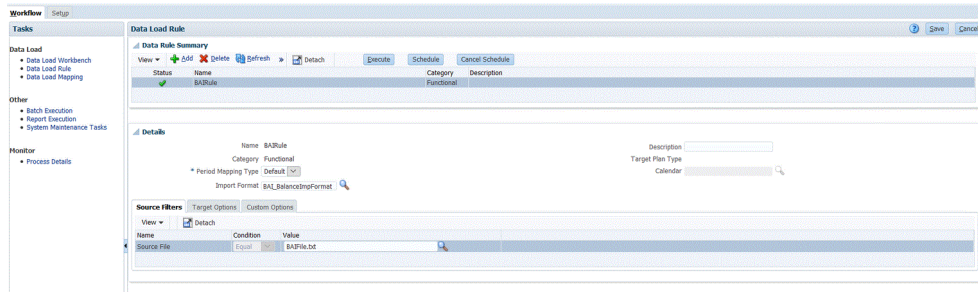 Workflow Setup
Tasks
Data Load
Data Load Workbench
Data Load Rule
Data Load Mapping
Other
Batch Execution
Report Execution
System Maintenance Tasks
Monitor
Process Details
Data Load Rule Save Cancel
Data Rule Summary
View Add Delete Refresh » Detach Execute Schedule Cancel Schedule
Status Name Category Description
BAIRule Functional
Details
Name BAIRule Description
Category Functional Target Plan Type
* Period Mapping Type Default Calendar
Import Format BAI_BalanceImpFormat
Source Filters Target Options Custom Options
View Detach
Name Condition Value
Source File Equal BAIFile.txt